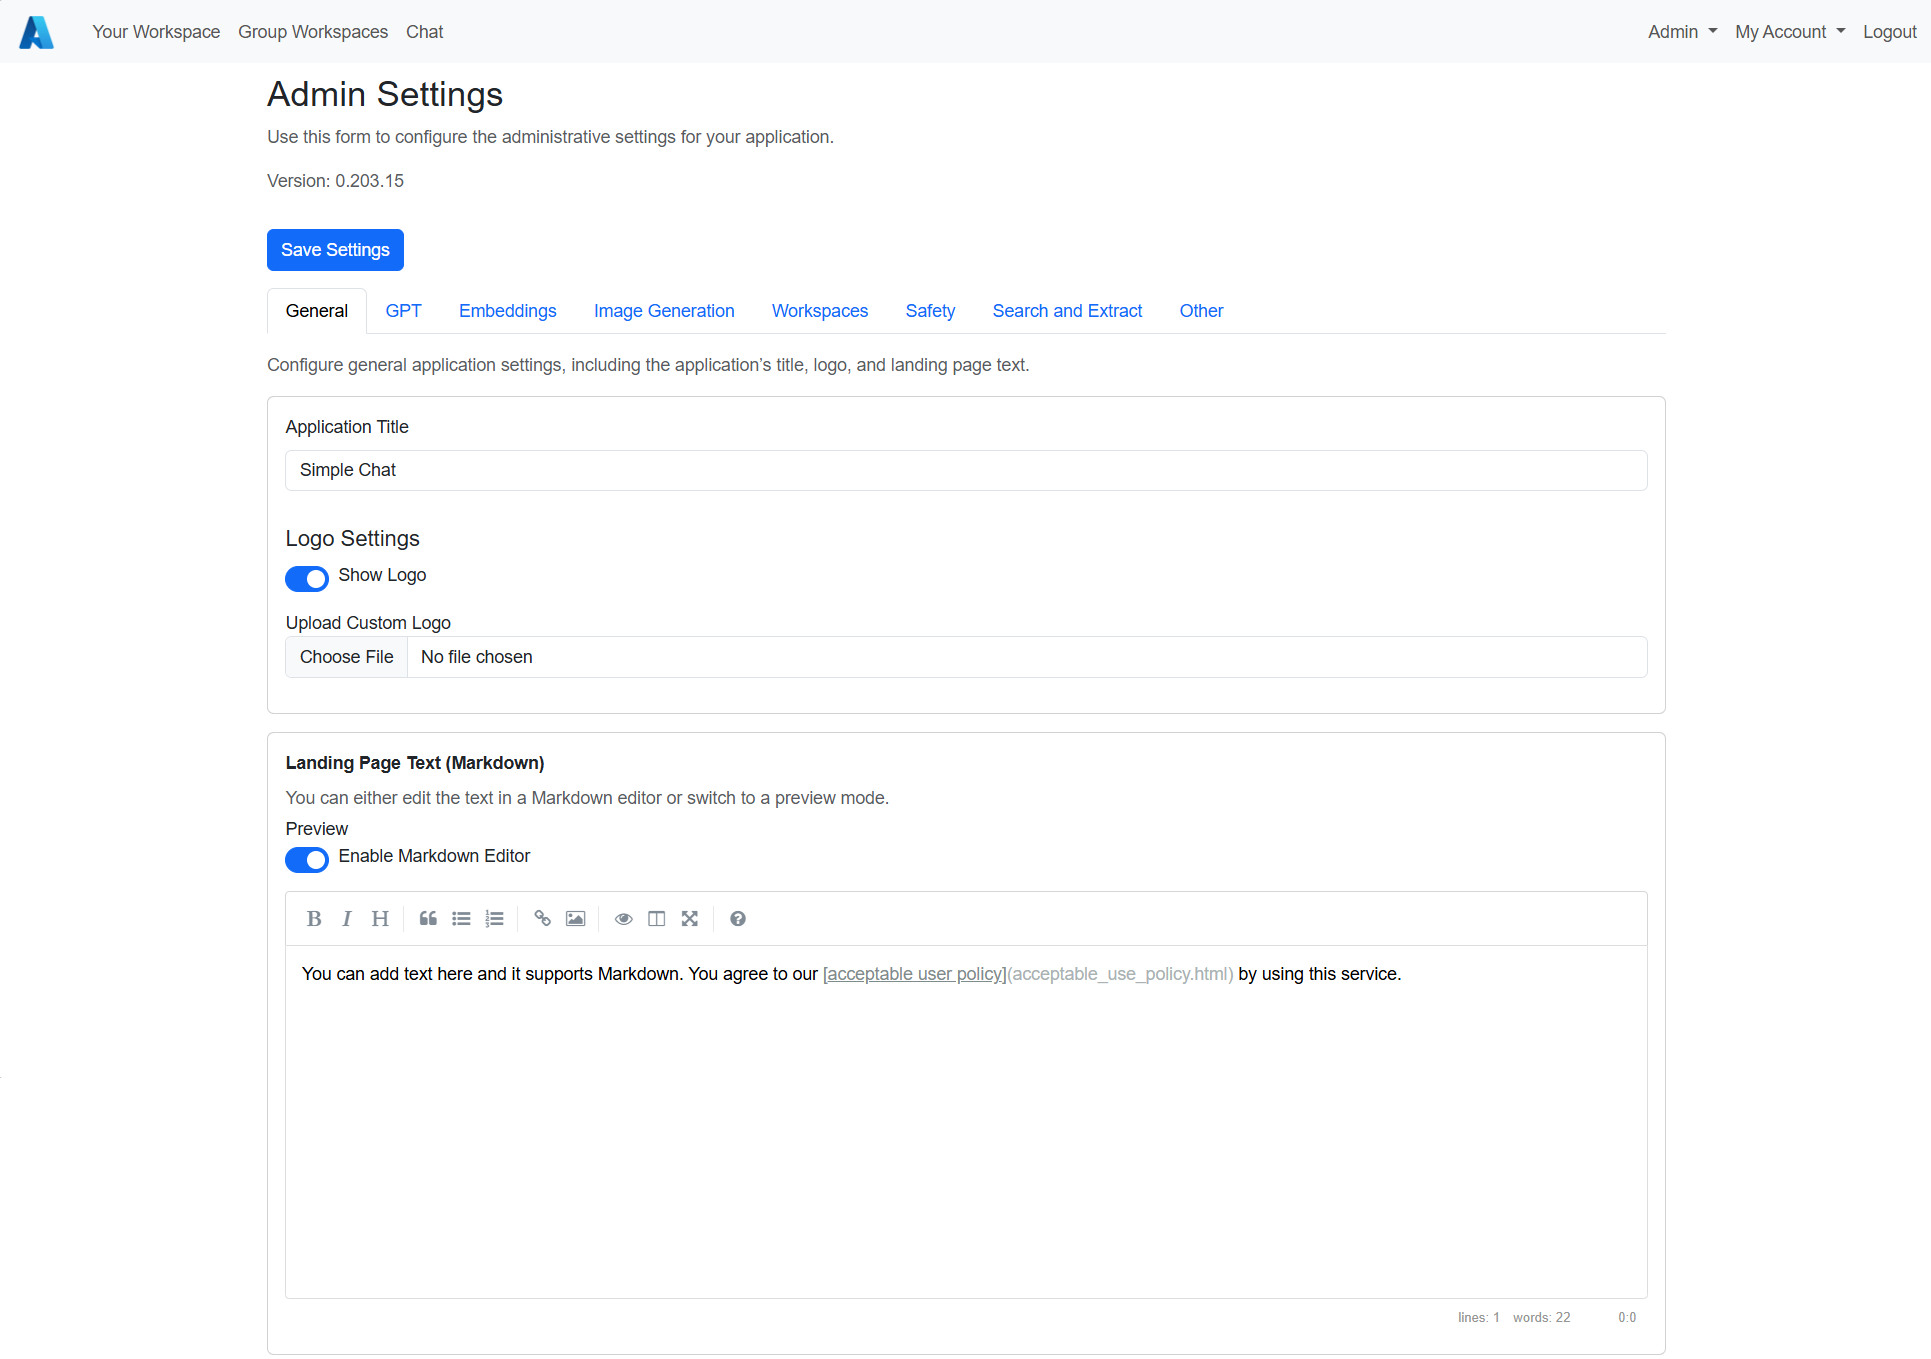 Your Workspace Group Workspaces Chat Admin My Account Logout
Admin Settings
Use this form to configure the administrative settings for your application.
Version: 0.203.15
Save Settings
General GPT Embeddings Image Generation Workspaces Safety Search and Extract Other
Configure general application settings, including the application’s title, logo, and landing page text.
Application Title
Simple Chat
Logo Settings
Show Logo
Upload Custom Logo
Choose File No file chosen
Landing Page Text (Markdown)
You can either edit the text in a Markdown editor or switch to a preview mode.
Preview
Enable Markdown Editor
B I H
You can add text here and it supports Markdown. You agree to our [acceptable user policy](acceptable_use_policy.html) by using this service.
lines: 1 words: 22 0:0